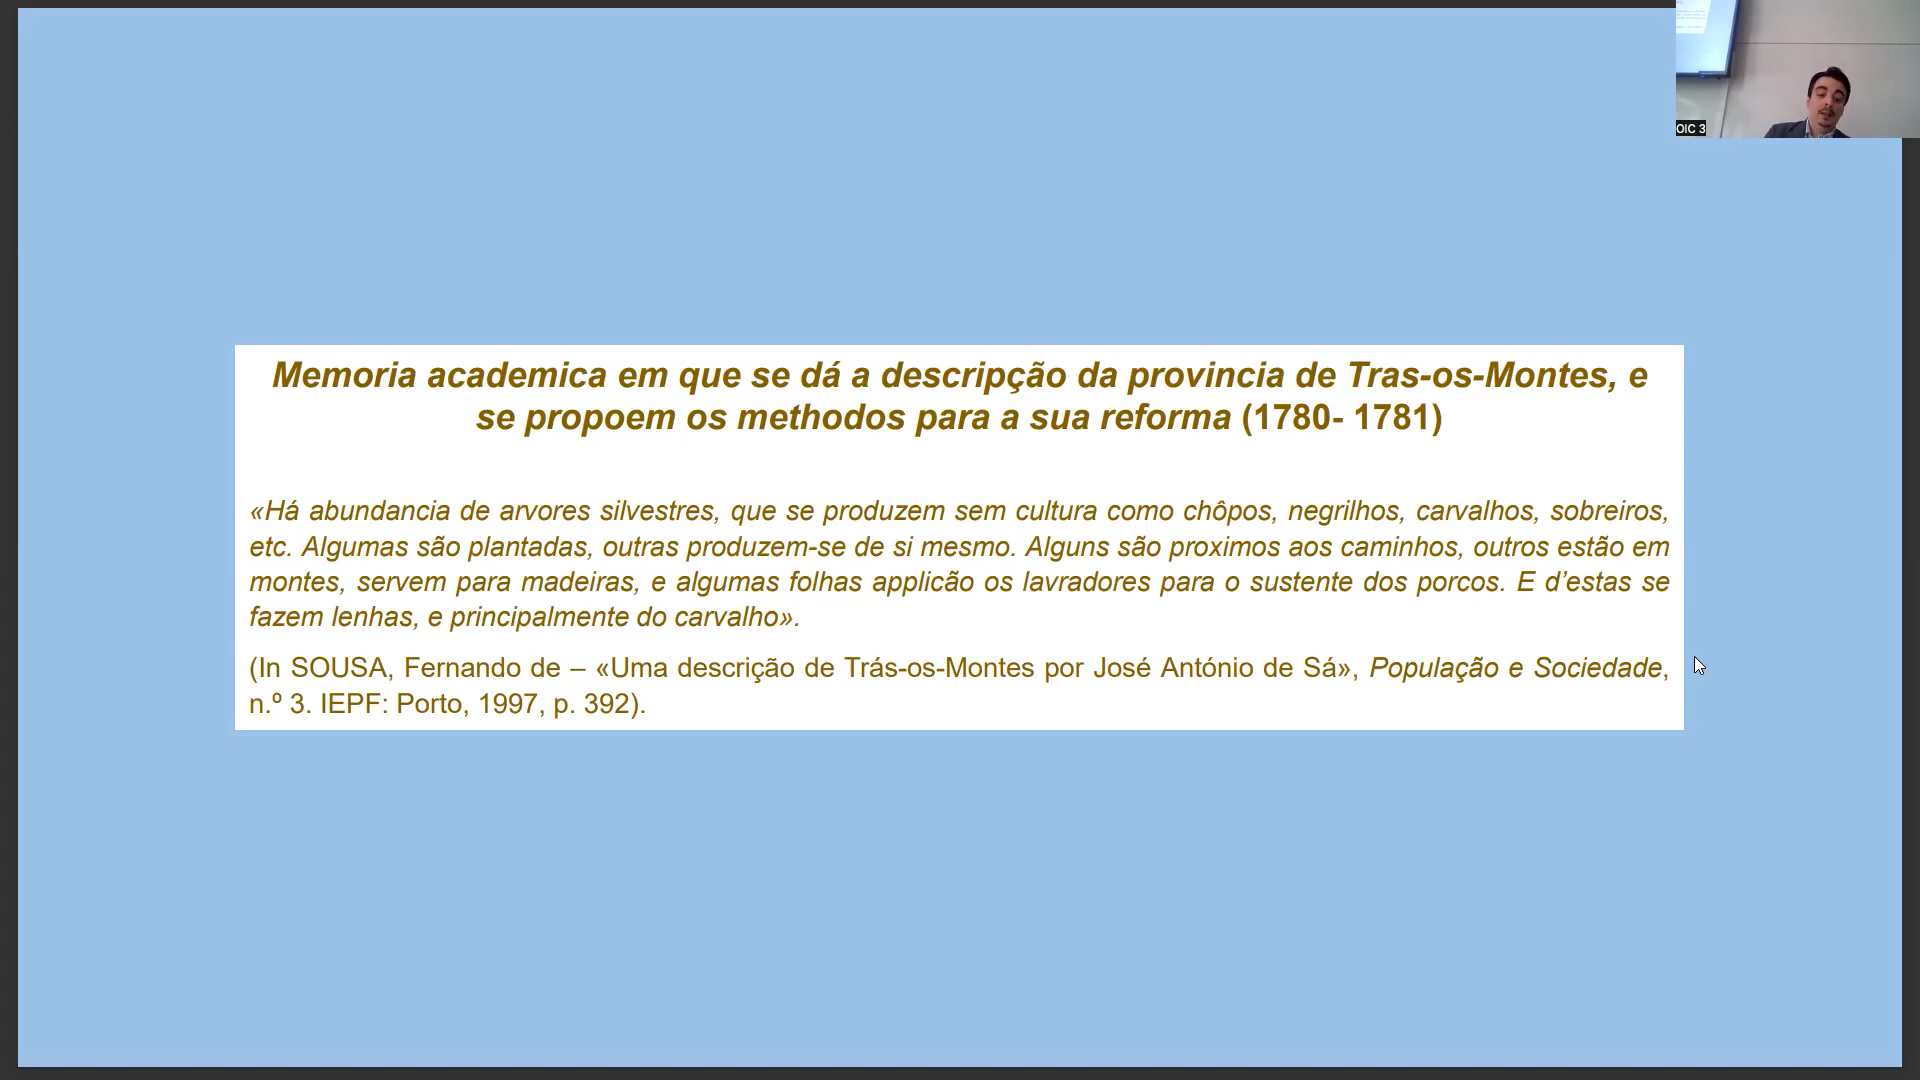 OIC 3
Memoria academica em que se dá a descripção da provincia de Tras-os-Montes, e
se propoem os methodos para a sua reforma (1780- 1781)
«Há abundancia de arvores silvestres, que se produzem sem cultura como chôpos, negrilhos, carvalhos, sobreiros,
etc. Algumas são plantadas, outras produzem-se de si mesmo. Alguns são proximos aos caminhos, outros estão em
montes, servem para madeiras, e algumas folhas applicão os lavradores para o sustente dos porcos. E d’estas se
fazem lenhas, e principalmente do carvalho».
(In SOUSA, Fernando de – «Uma descrição de Trás-os-Montes por José António de Sá», População e Sociedade,
n.º 3. IEPF: Porto, 1997, p. 392).